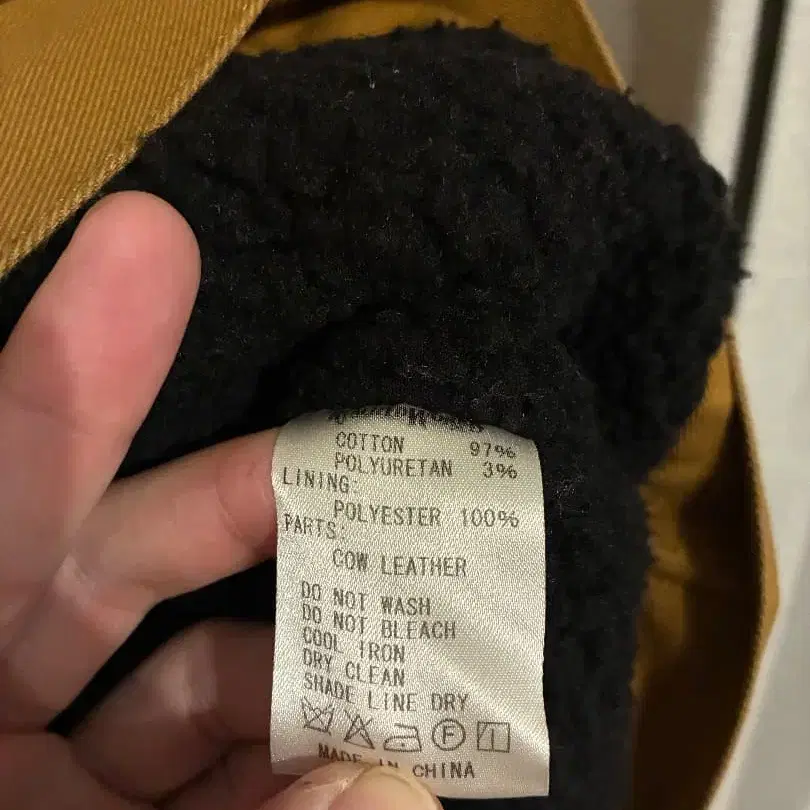 COTTON 97%
POLYURETAN 3%
LINING:
POLYESTER 100%
PARTS:
COW LEATHER
DO NOT WASH
DO NOT BLEACH
COOL IRON
DRY CLEAN
SHADE LINE DRY
F
MADE IN CHINA